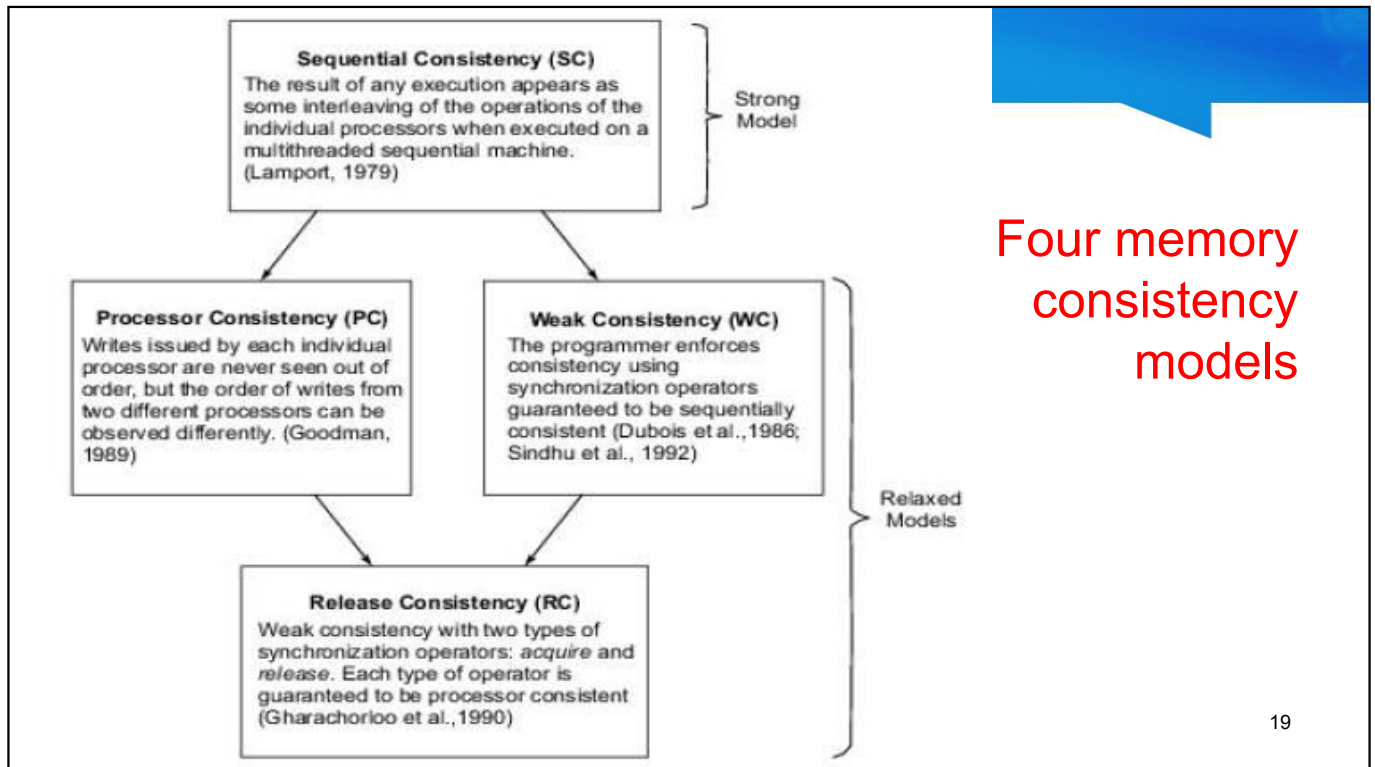 Sequential Consistency (SC)
The result of any execution appears as
some interleaving of the operations of the
individual processors when executed on a
multithreaded sequential machine.
(Lamport, 1979)
Strong
Model
Four memory
consistency
models
Processor Consistency (PC)
Writes issued by each individual
processor are never seen out of
order, but the order of writes from
two different processors can be
observed differently. (Goodman,
1989)
Weak Consistency (WC)
The programmer enforces
consistency using
synchronization operators
guaranteed to be sequentially
consistent (Dubois et al.,1986;
Sindhu et al., 1992)
Relaxed
Models
Release Consistency (RC)
Weak consistency with two types of
synchronization operators: acquire and
release. Each type of operator is
guaranteed to be processor consistent
(Gharachorloo et al.,1990)
19